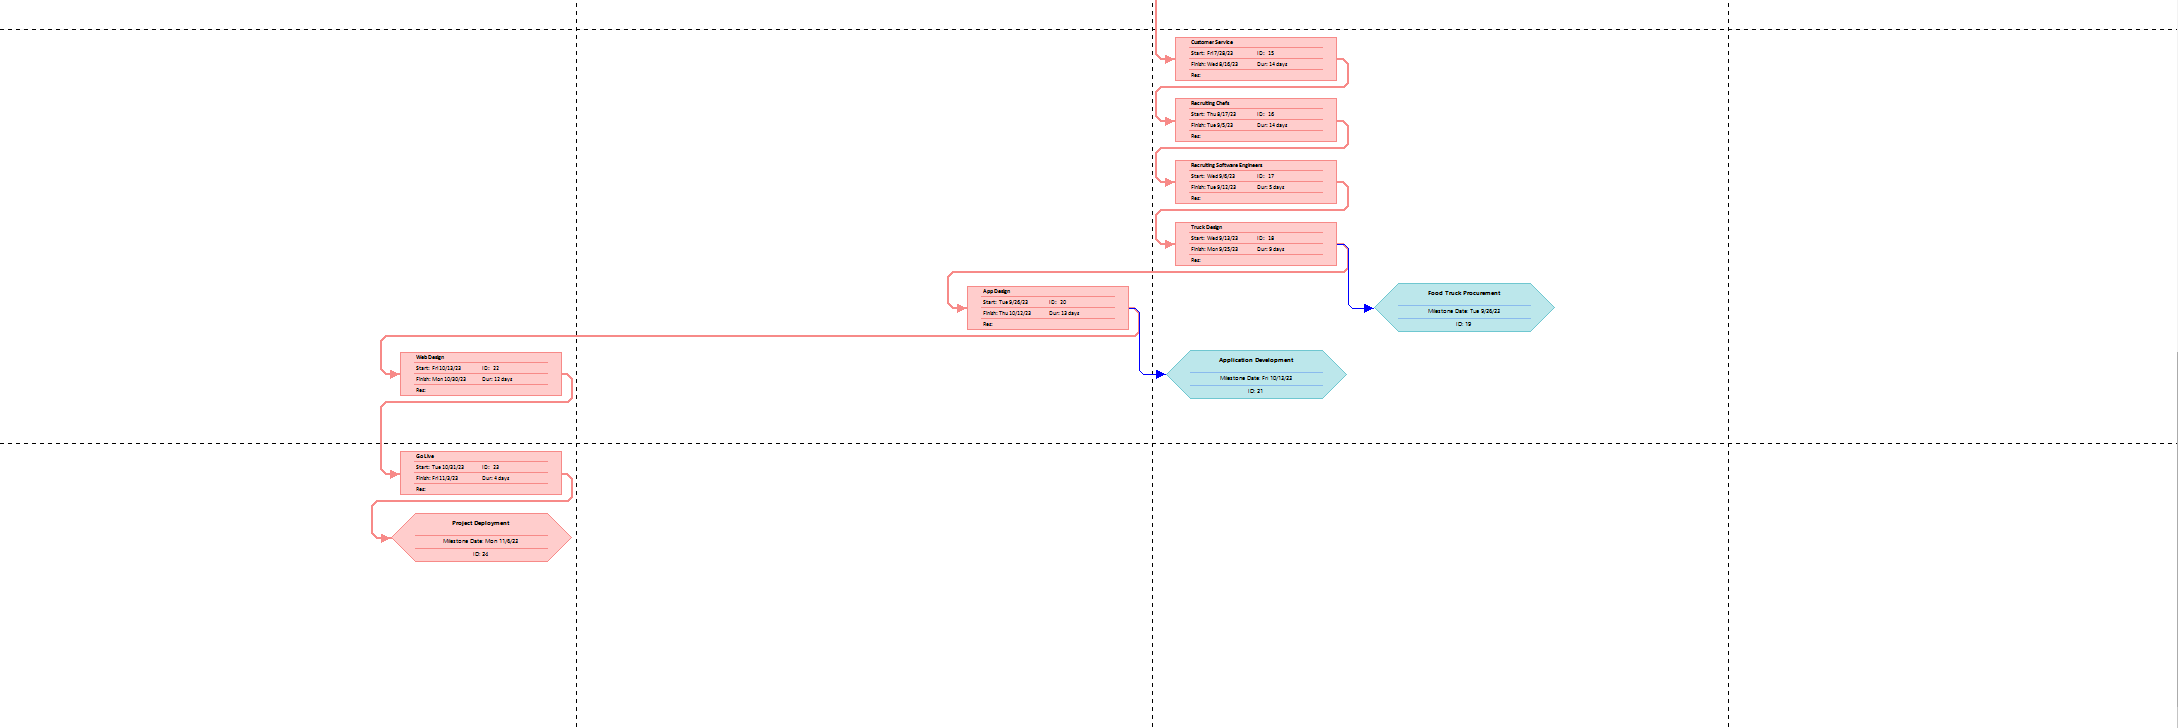 Customer Service
Start: Fri 7/28/23 ID: 15
Finish: Wed 8/16/23 Dur: 14 days
Res:
Recruiting Chefs
Start: Thu 8/17/23 ID: 16
Finish: Tue 9/5/23 Dur: 14 days
Res:
Recruiting Software Engineers
Start: Wed 9/6/23 ID: 17
Finish: Tue 9/12/23 Dur: 5 days
Res:
Truck Design
Start: Wed 9/13/23 ID: 18
Finish: Mon 9/25/23 Dur: 9 days
Res:
Food Truck Procurement
Milestone Date: Tue 9/26/23
ID: 19
App Design
Start: Tue 9/26/23 ID: 20
Finish: Thu 10/12/23 Dur: 13 days
Res:
Application Development
Milestone Date: Fri 10/13/23
ID: 21
Web Design
Start: Fri 10/13/23 ID: 22
Finish: Mon 10/30/23 Dur: 12 days
Res:
Go Live
Start: Tue 10/31/23 ID: 23
Finish: Fri 11/3/23 Dur: 4 days
Res:
Project Deployment
Milestone Date: Mon 11/6/23
ID: 24